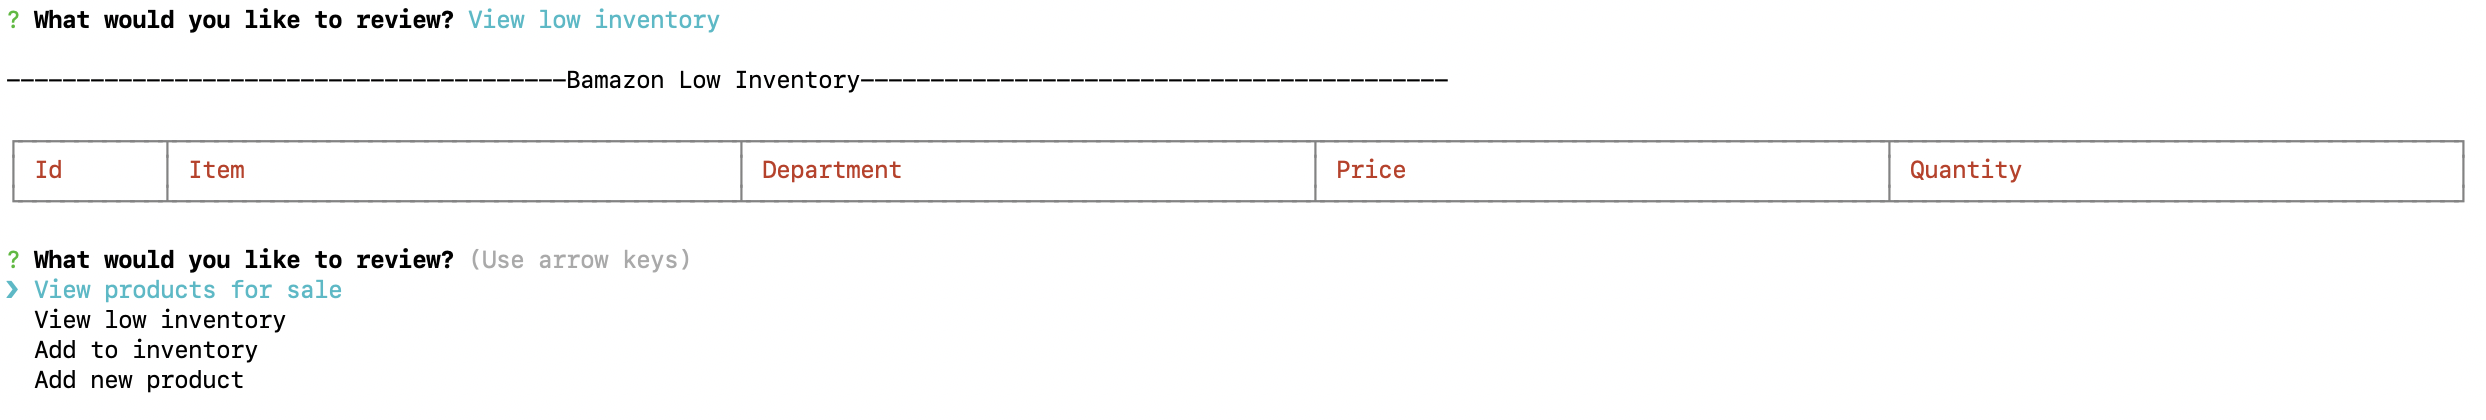 ? What would you like to review? View low inventory
----------------------------------------Bamazon Low Inventory------------------------------------------
Id Item Department Price Quantity
? What would you like to review? (Use arrow keys)
❯ View products for sale
View low inventory
Add to inventory
Add new product